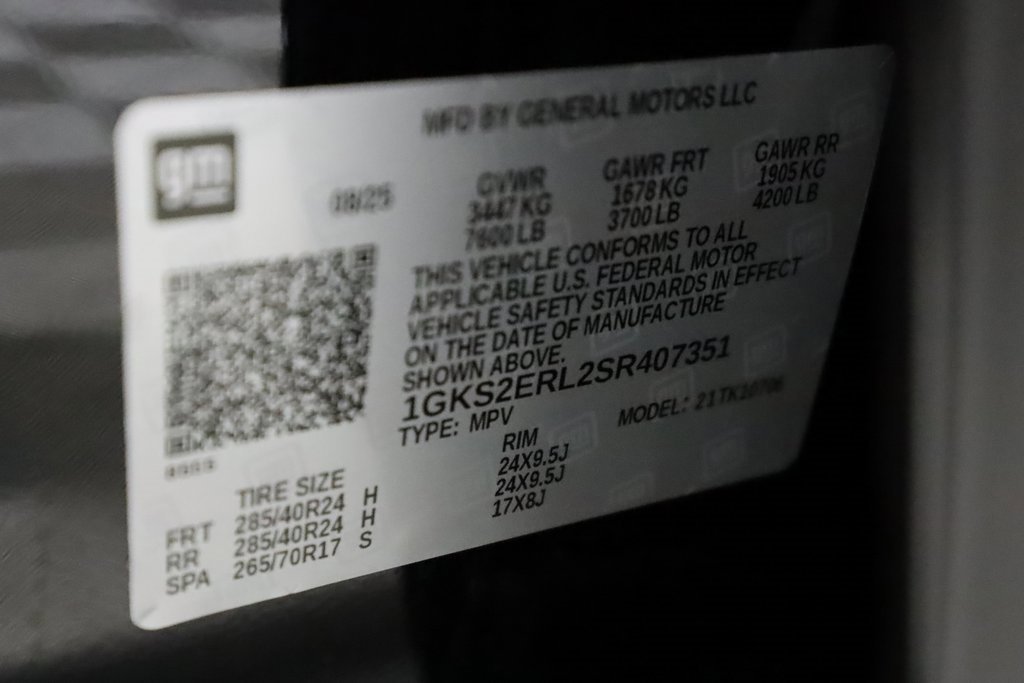 MFD BY GENERAL MOTORS LLC
gm
08/25
GVWR
3447 KG
7600 LB
GAWR FRT
1678 KG
3700 LB
GAWR RR
1905 KG
4200 LB
THIS VEHICLE CONFORMS TO ALL
APPLICABLE U.S. FEDERAL MOTOR
VEHICLE SAFETY STANDARDS IN EFFECT
ON THE DATE OF MANUFACTURE
SHOWN ABOVE.
1GKS2ERL2SR407351
TYPE: MPV
MODEL: 21TK10706
TIRE SIZE RIM
FRT 285/40R24 H 24X9.5J
RR 285/40R24 H 24X9.5J
SPA 265/70R17 S 17X8J